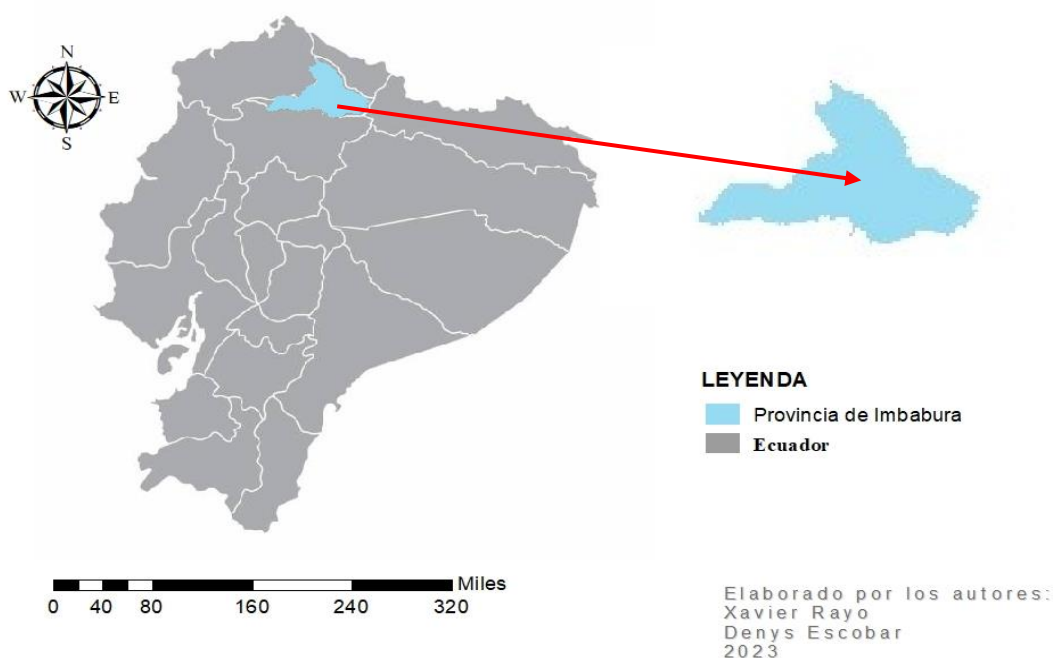 N
W E
S
LEYENDA
Provincia de Imbabura
Ecuador
Miles
0 40 80 160 240 320
Elaborado por los autores:
Xavier Rayo
Denys Escobar
2023